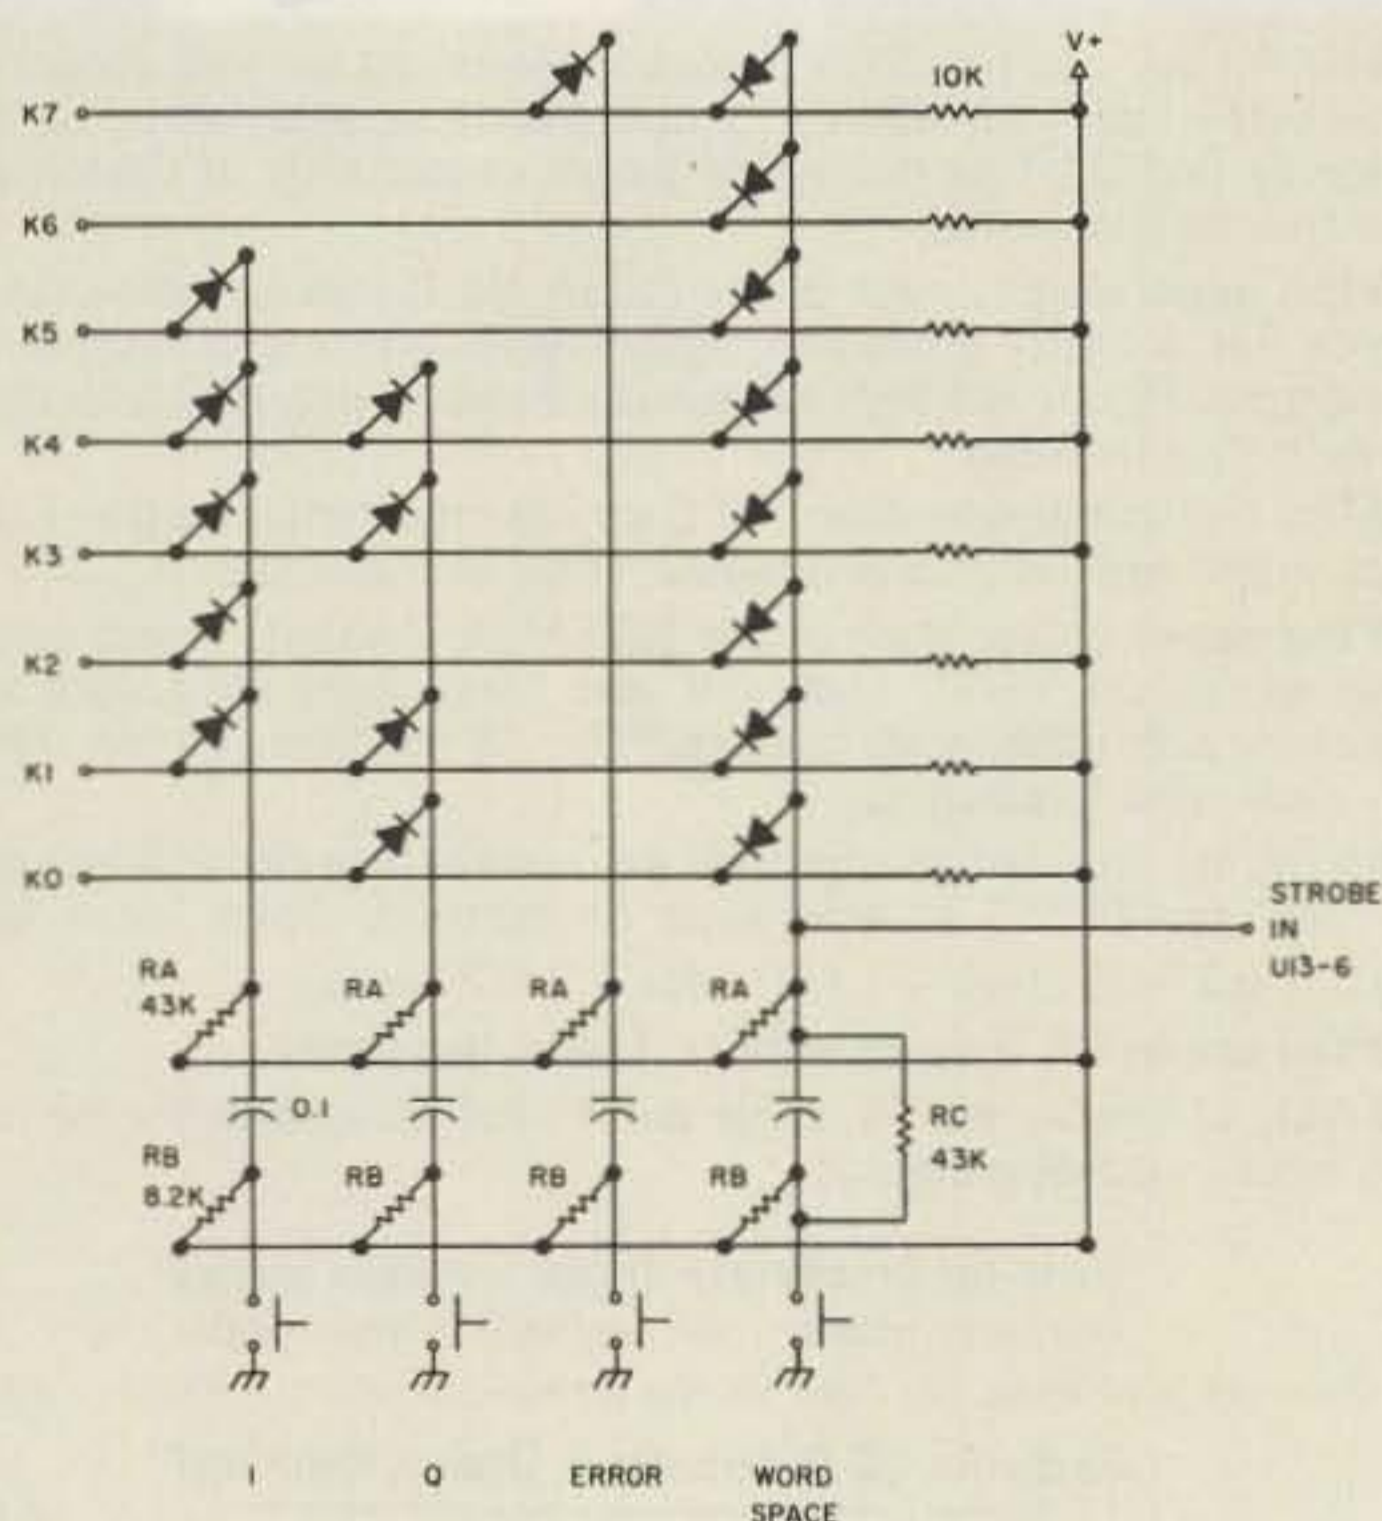 V+
10K
K7
K6
K5
K4
K3
K2
K1
K0
STROBE
IN
U13-6
RA
43K
RA
RA
RA
0.1
RC
43K
RB
8.2K
RB
RB
RB
I
Q
ERROR
WORD
SPACE